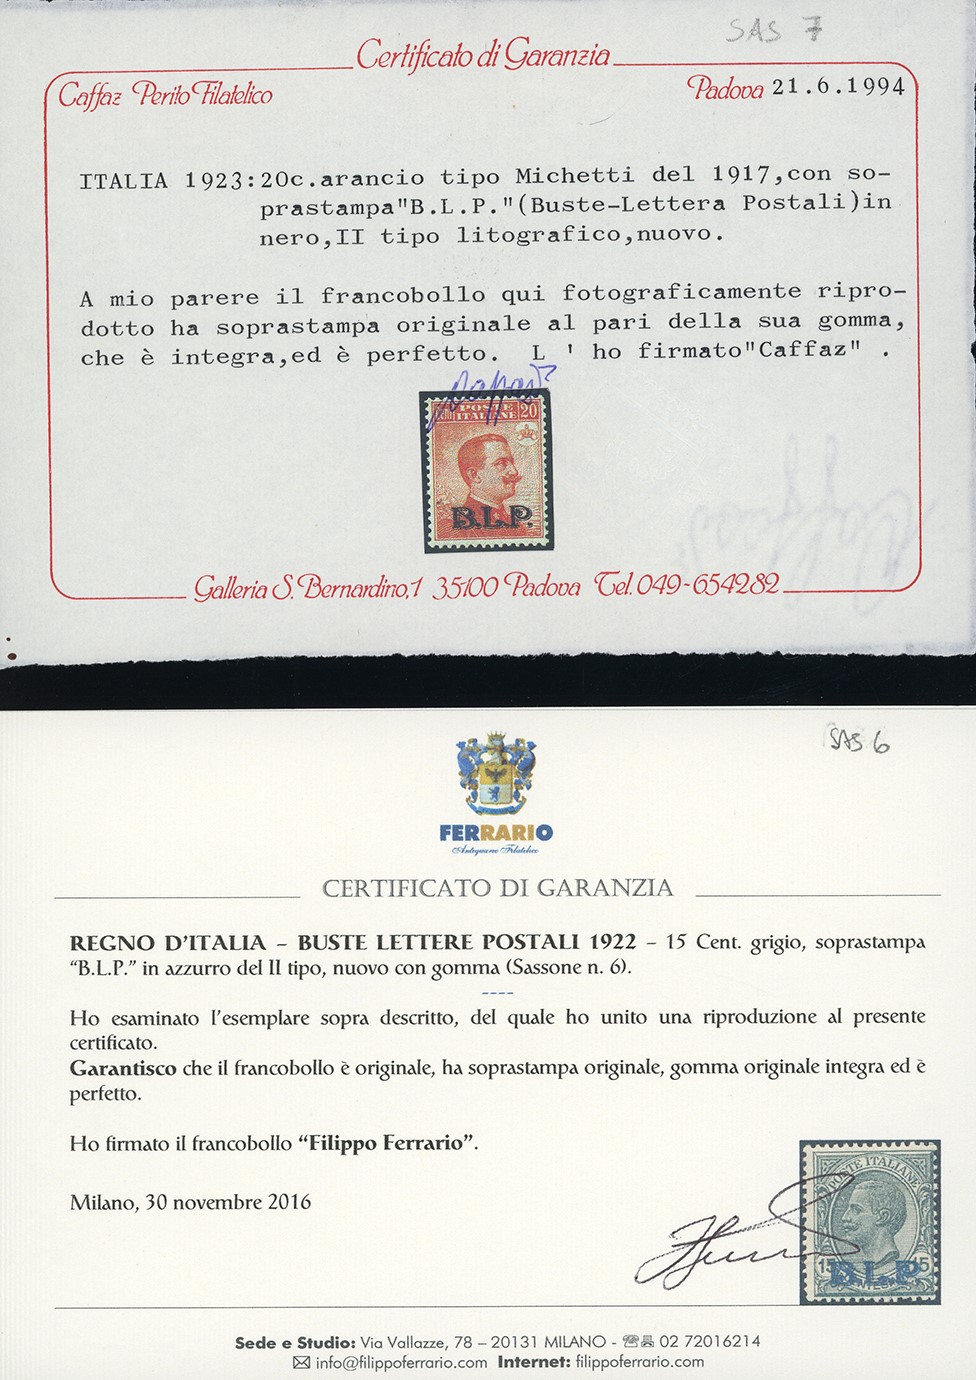 SAS 7
Certificato di Garanzia
Caffaz Perito Filatelico
Padova 21.6.1994
ITALIA 1923:20c.arancio tipo Michetti del 1917,con so-
prastampa"B.L.P."(Buste-Lettera Postali)in
nero,II tipo litografico,nuovo.
A mio parere il francobollo qui fotograficamente ripro-
dotto ha soprastampa originale al pari della sua gomma,
che è integra,ed è perfetto. L ' ho firmato"Caffaz" .
POSTE 20
ITALIANE
B.L.P.
Galleria S. Bernardino,1 35100 Padova Tel. 049-654282
SAS 6
FERRARIO
Antiquario Filatelico
CERTIFICATO DI GARANZIA
REGNO D'ITALIA – BUSTE LETTERE POSTALI 1922 – 15 Cent. grigio, soprastampa
“B.L.P.” in azzurro del II tipo, nuovo con gomma (Sassone n. 6).
----
Ho esaminato l'esemplare sopra descritto, del quale ho unito una riproduzione al presente
certificato.
Garantisco che il francobollo è originale, ha soprastampa originale, gomma originale integra ed è
perfetto.
Ho firmato il francobollo “Filippo Ferrario”.
Milano, 30 novembre 2016
POSTE ITALIANE
15 B.L.P. 15
Sede e Studio: Via Vallazze, 78 – 20131 MILANO - 02 72016214
info@filippoferrario.com Internet: filippoferrario.com